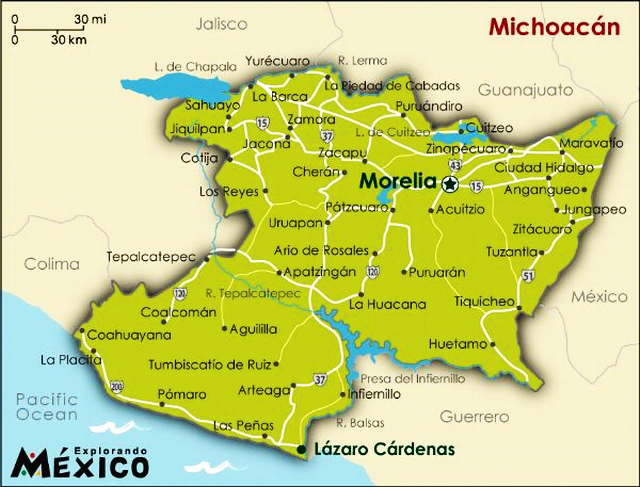 0 30 mi
0 30 km
Michoacán
Jalisco
Guanajuato
Colima
México
Guerrero
Pacific
Ocean
L. de Chapala
Yurécuaro
R. Lerma
La Piedad de Cabadas
La Barca
Sahuayo
Puruándiro
Jiquilpan
15
Zamora
37
L. de Cuitzeo
Cuitzeo
Jacona
Zinapécuaro
Maravatío
Cotija
Zacapu
43
Ciudad Hidalgo
Cherán
Morelia
15
Angangueo
Los Reyes
Pátzcuaro
Acuitzio
Jungapeo
Uruapan
Zitácuaro
Tepalcatepec
Ario de Rosales
Tuzantla
Apatzingán
120
Puruarán
51
120
R. Tepalcatepec
La Huacana
Tiquicheo
Coalcomán
Coahuayana
Aguililla
Huetamo
La Placita
Tumbiscatío de Ruiz
37
Presa del Infiernillo
200
Arteaga
Infiernillo
Pómaro
R. Balsas
Las Peñas
Lázaro Cárdenas
Explorando
MÉXICO